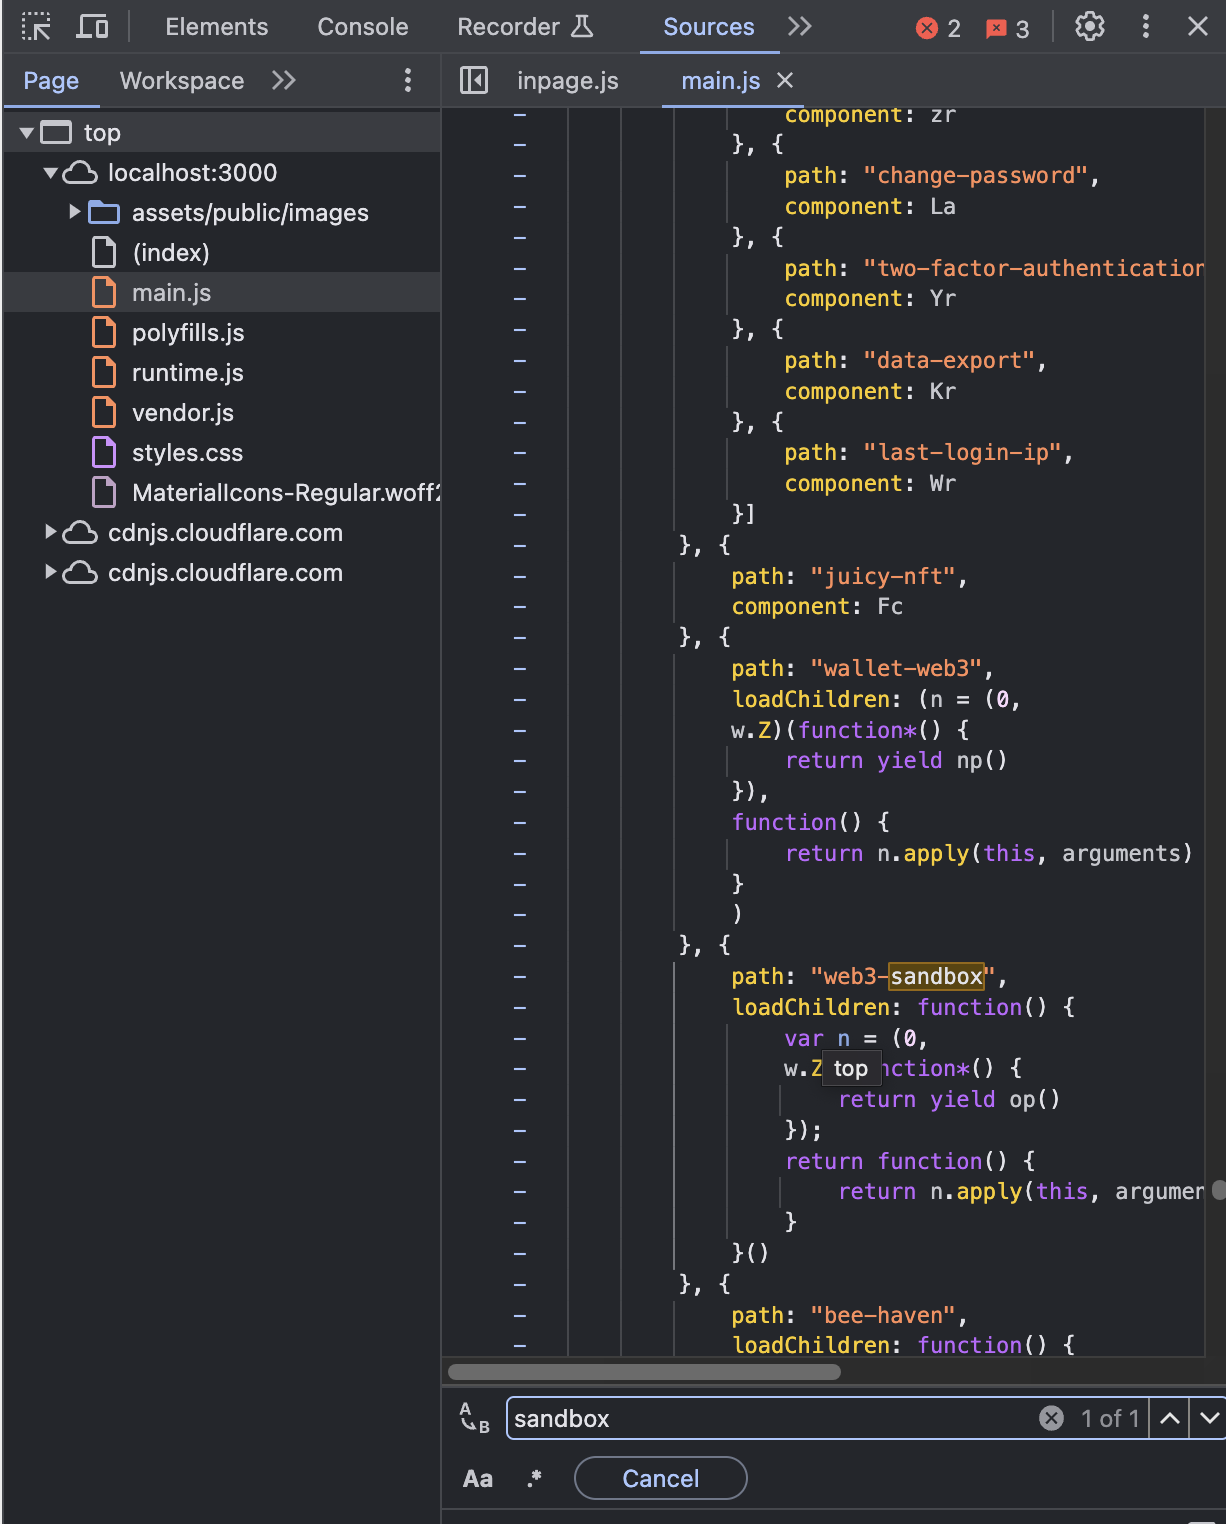 Elements Console Recorder Sources 2 3
Page Workspace
inpage.js main.js
top
localhost:3000
assets/public/images
(index)
main.js
polyfills.js
runtime.js
vendor.js
styles.css
MaterialIcons-Regular.woff2
cdnjs.cloudflare.com
cdnjs.cloudflare.com
component: zr
}, {
path: "change-password",
component: La
}, {
path: "two-factor-authentication
component: Yr
}, {
path: "data-export",
component: Kr
}, {
path: "last-login-ip",
component: Wr
}]
}, {
path: "juicy-nft",
component: Fc
}, {
path: "wallet-web3",
loadChildren: (n = (0,
w.Z)(function*() {
return yield np()
}),
function() {
return n.apply(this, arguments)
}
)
}, {
path: "web3-sandbox",
loadChildren: function() {
var n = (0,
w.Z top nction*() {
return yield op()
});
return function() {
return n.apply(this, argumen
}
}()
}, {
path: "bee-haven",
loadChildren: function() {
A B sandbox 1 of 1
Aa .* Cancel